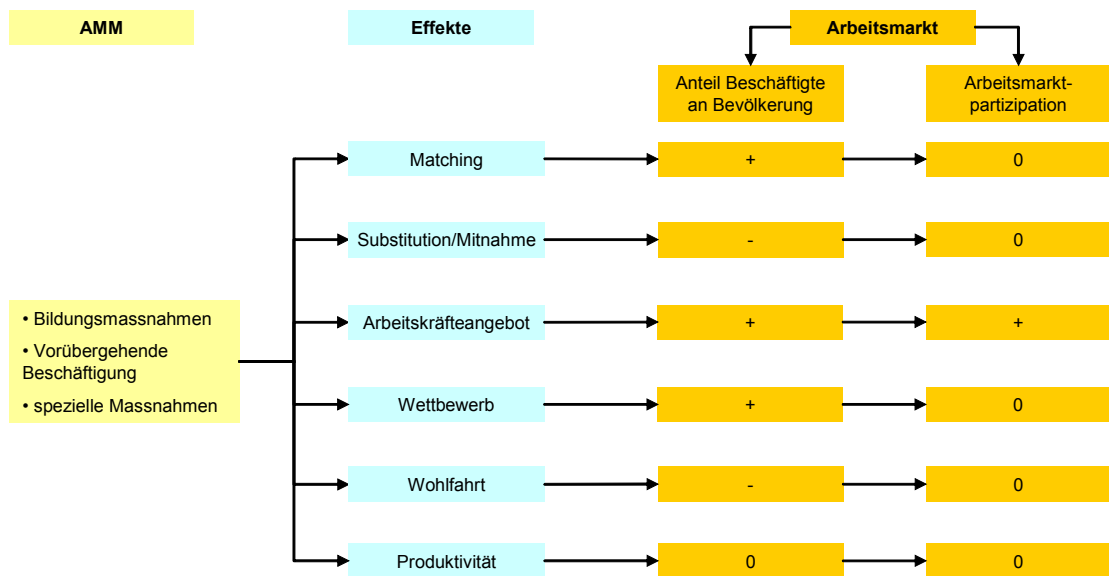 AMM
Effekte
Arbeitsmarkt
Anteil Beschäftigte
an Bevölkerung
Arbeitsmarkt-
partizipation
Matching
+
0
Substitution/Mitnahme
-
0
• Bildungsmassnahmen
• Vorübergehende
Beschäftigung
• spezielle Massnahmen
Arbeitskräfteangebot
+
+
Wettbewerb
+
0
Wohlfahrt
-
0
Produktivität
0
0